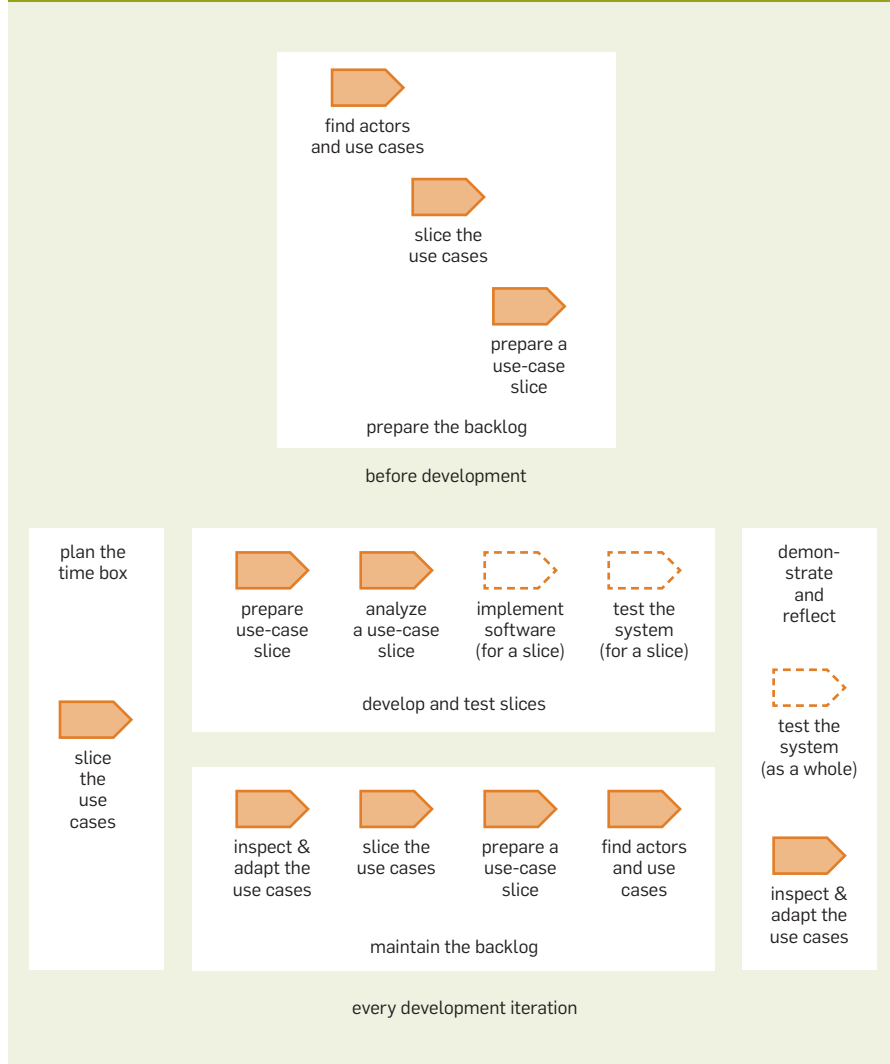 find actors
and use cases
slice the
use cases
prepare a
use-case
slice
prepare the backlog
before development
plan the
time box
slice
the
use
cases
prepare
use-case
slice
analyze
a use-case
slice
implement
software
(for a slice)
test the
system
(for a slice)
develop and test slices
inspect &
adapt the
use cases
slice the
use cases
prepare a
use-case
slice
find actors
and use
cases
maintain the backlog
demon-
strate
and
reflect
test the
system
(as a whole)
inspect &
adapt the
use cases
every development iteration